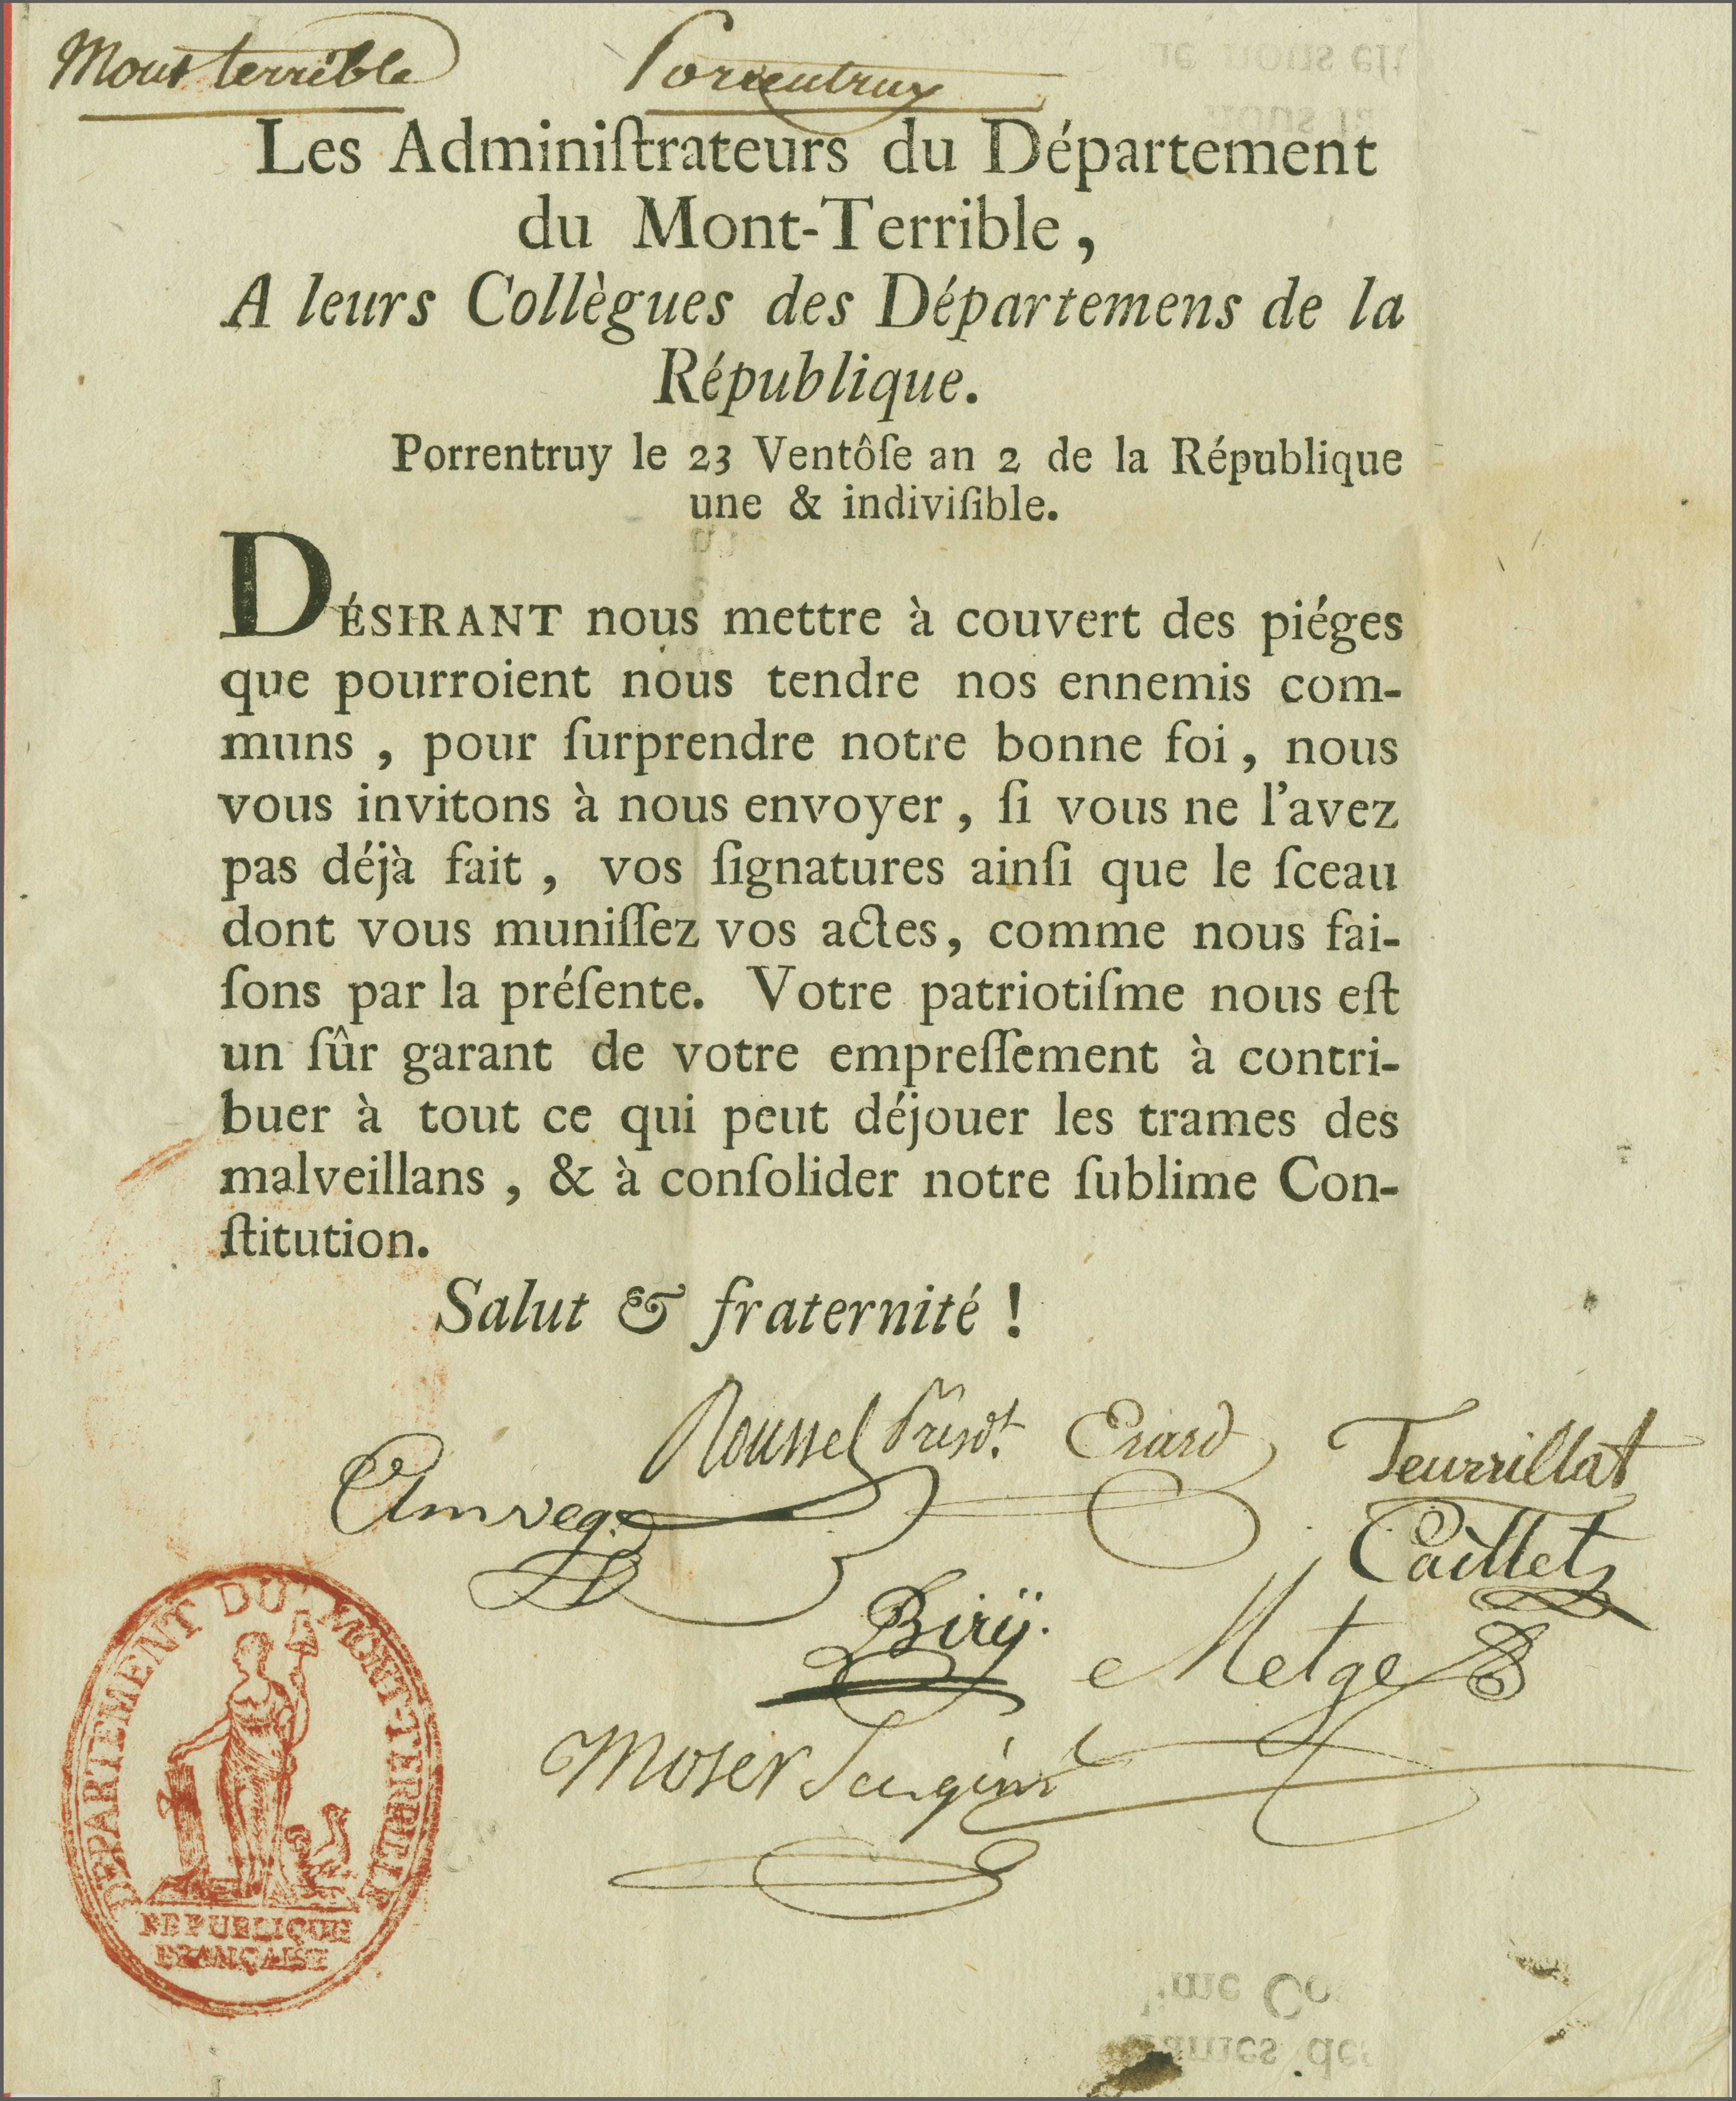 Mont terrible Porrentruy
Les Adminiſtrateurs du Département
du Mont-Terrible ,
A leurs Collègues des Départemens de la
République.
Porrentruy le 23 Ventôſe an 2 de la République
une & indiviſible.
DÉSIRANT nous mettre à couvert des piéges
que pourroient nous tendre nos ennemis com-
muns , pour ſurprendre notre bonne foi , nous
vous invitons à nous envoyer , ſi vous ne l'avez
pas déjà fait , vos ſignatures ainſi que le ſceau
dont vous muniſſez vos actes, comme nous fai-
ſons par la préſente. Votre patriotiſme nous eſt
un ſûr garant de votre empreſſement à contri-
buer à tout ce qui peut déjouer les trames des
malveillans , & à conſolider notre ſublime Con-
ſtitution.
Salut & fraternité !
Roussel Présdt. Erard Teurrillat
Amveg
Caillet
Birÿ.
Metge
Moser
DEPARTEMENT DU MONT-TERRIBLE
REPUBLIQUE
FRANÇAISE